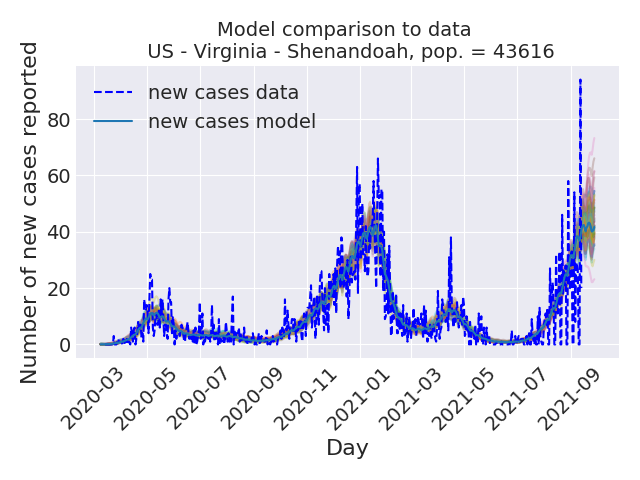 Model comparison to data
US - Virginia - Shenandoah, pop. = 43616
Number of new cases reported
new cases data
new cases model
80
60
40
20
0
2020-03
2020-05
2020-07
2020-09
2020-11
2021-01
2021-03
2021-05
2021-07
2021-09
Day